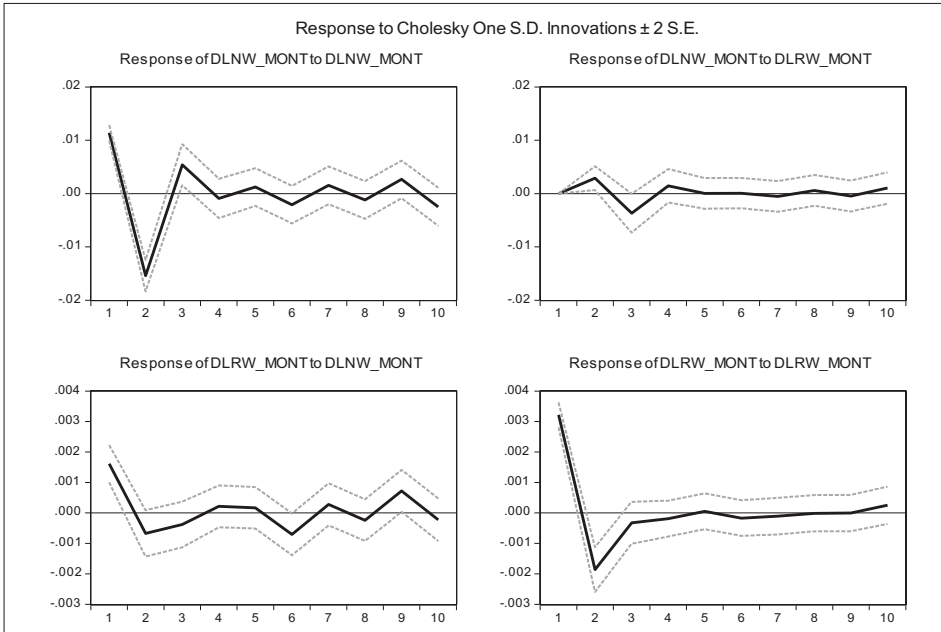 Response to Cholesky One S.D. Innovations ± 2 S.E.
Response of DLNW_MONT to DLNW_MONT
Response of DLNW_MONT to DLRW_MONT
.02
.01
.00
-.01
-.02
1 2 3 4 5 6 7 8 9 10
.02
.01
.00
-.01
-.02
1 2 3 4 5 6 7 8 9 10
Response of DLRW_MONT to DLNW_MONT
Response of DLRW_MONT to DLRW_MONT
.004
.003
.002
.001
.000
-.001
-.002
-.003
1 2 3 4 5 6 7 8 9 10
.004
.003
.002
.001
.000
-.001
-.002
-.003
1 2 3 4 5 6 7 8 9 10